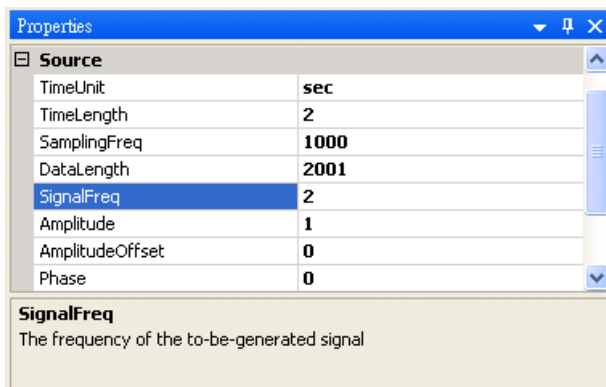 Properties
Source
TimeUnit sec
TimeLength 2
SamplingFreq 1000
DataLength 2001
SignalFreq 2
Amplitude 1
AmplitudeOffset 0
Phase 0
SignalFreq
The frequency of the to-be-generated signal